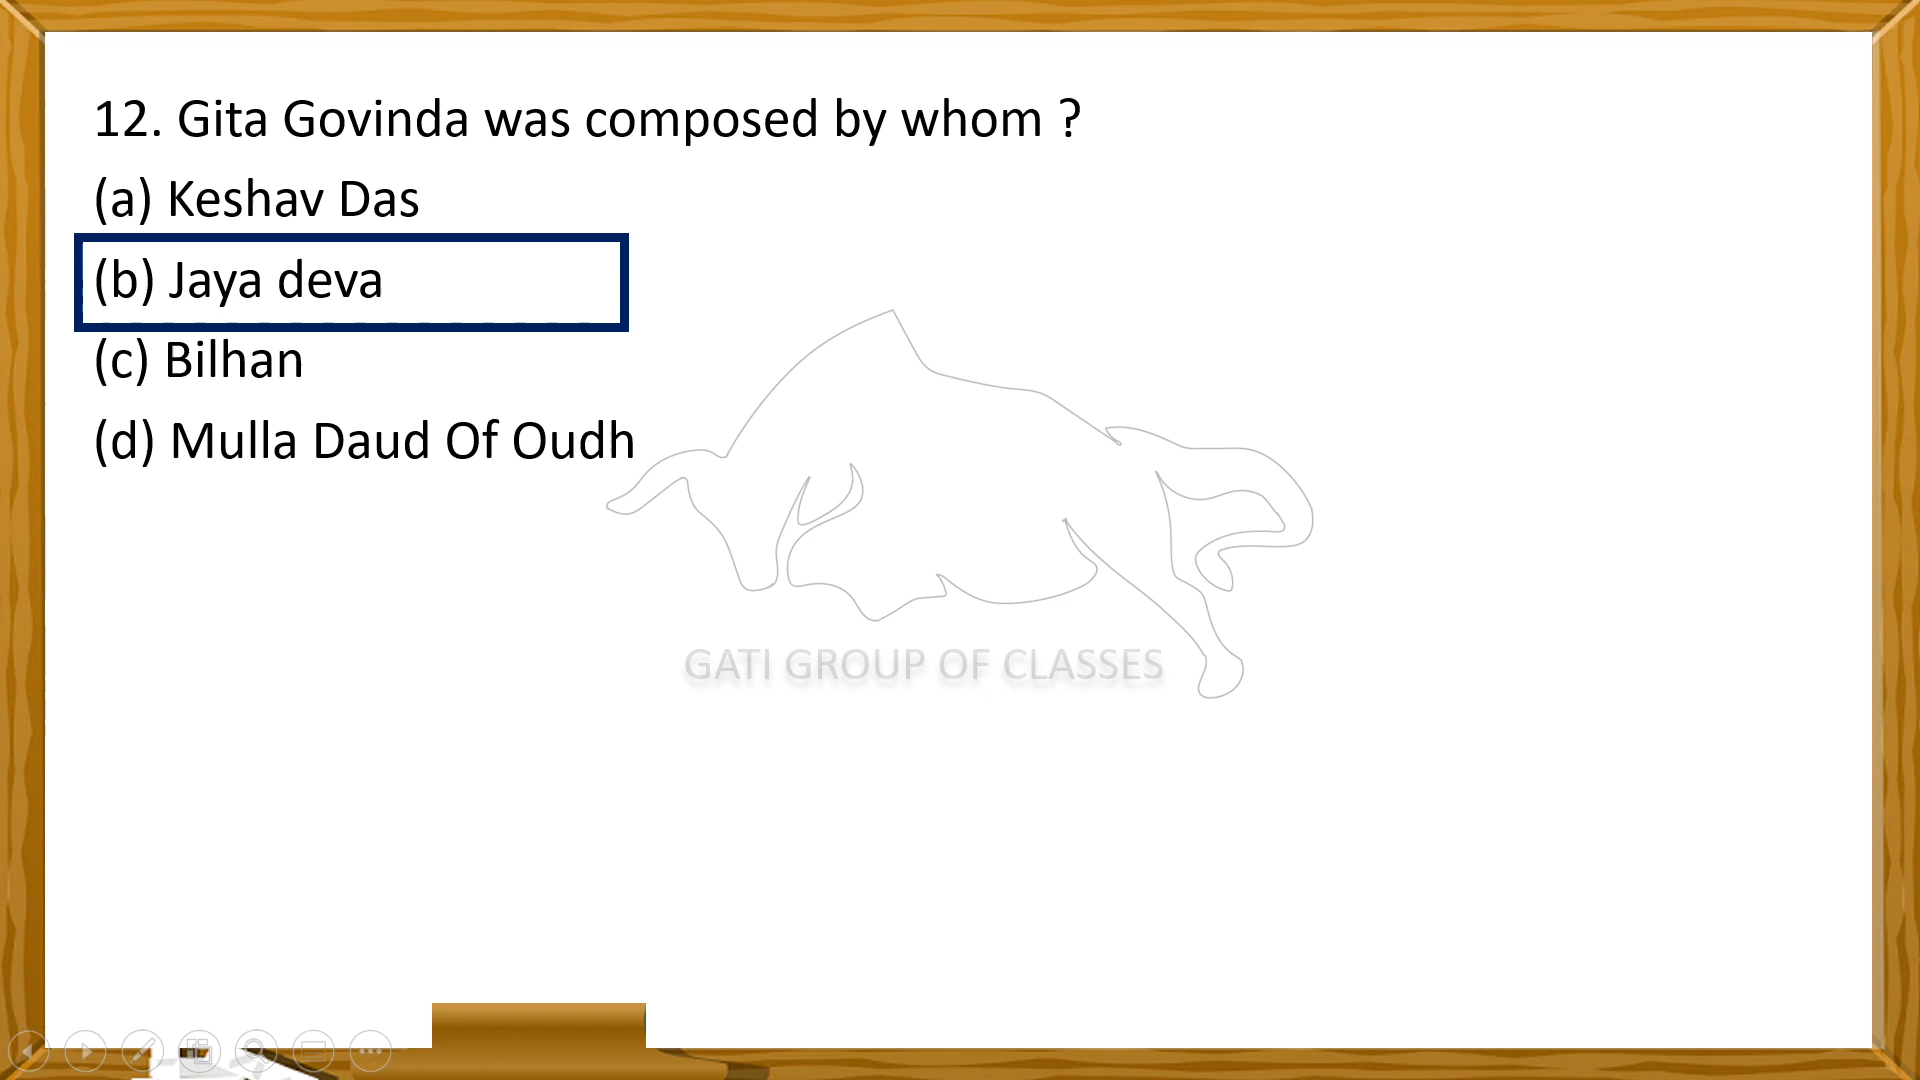 12. Gita Govinda was composed by whom ?
(a) Keshav Das
(b) Jaya deva
(c) Bilhan
(d) Mulla Daud Of Oudh
GATI GROUP OF CLASSES